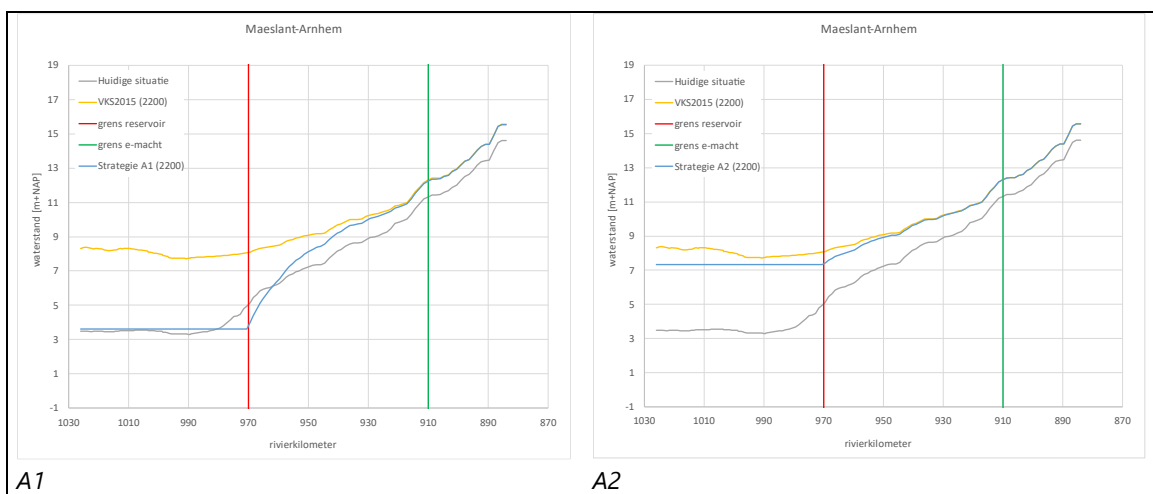 Maeslant-Arnhem
19
17
15
13
11
9
7
5
3
1
-1
waterstand [m+NAP]
Huidige situatie
VKS2015 (2200)
grens reservoir
grens e-macht
Strategie A1 (2200)
1030 1010 990 970 950 930 910 890 870
rivierkilometer
A1
Maeslant-Arnhem
19
17
15
13
11
9
7
5
3
1
-1
waterstand [m+NAP]
Huidige situatie
VKS2015 (2200)
grens reservoir
grens e-macht
Strategie A2 (2200)
1030 1010 990 970 950 930 910 890 870
rivierkilometer
A2